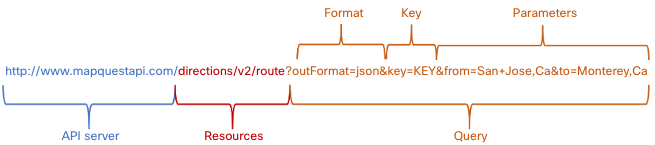 Format Key Parameters
http://www.mapquestapi.com/directions/v2/route?outFormat=json&key=KEY&from=San+Jose,Ca&to=Monterey,Ca
API server Resources Query